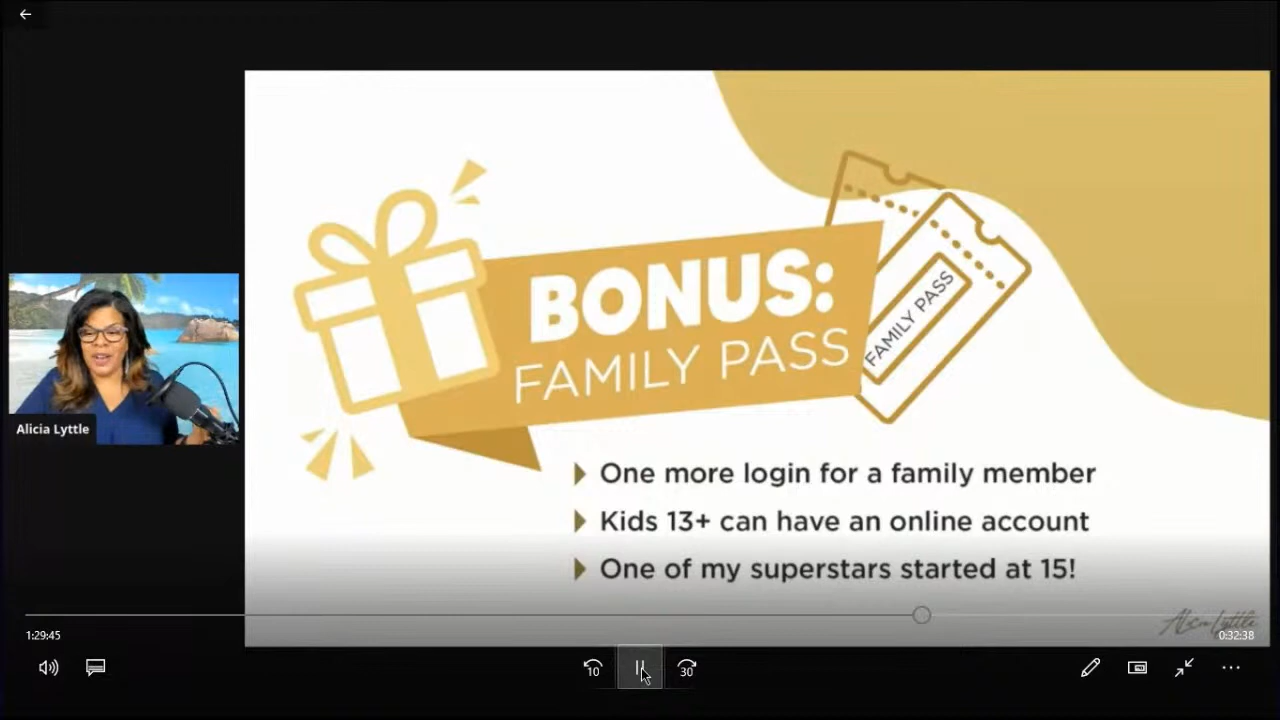 BONUS:
FAMILY PASS
FAMILY PASS
Alicia Lyttle
One more login for a family member
Kids 13+ can have an online account
One of my superstars started at 15!
Alicia Lyttle
1:29:45
0:32:38
10
30